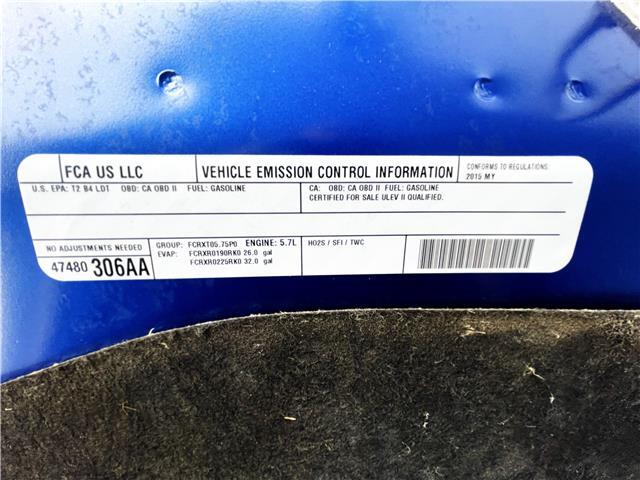 FCA US LLC VEHICLE EMISSION CONTROL INFORMATION CONFORMS TO REGULATIONS:
2015 MY
U.S. EPA: T2 B4 LDT OBD: CA OBD II FUEL: GASOLINE CA: OBD: CA OBD II FUEL: GASOLINE
CERTIFIED FOR SALE ULEV II QUALIFIED.
NO ADJUSTMENTS NEEDED GROUP: FCRXT05.75P0 ENGINE: 5.7L HO2S / SFI / TWC
EVAP: FCRXR0190RK0 26.0 gal
47480 306AA FCRXR0225RK0 32.0 gal